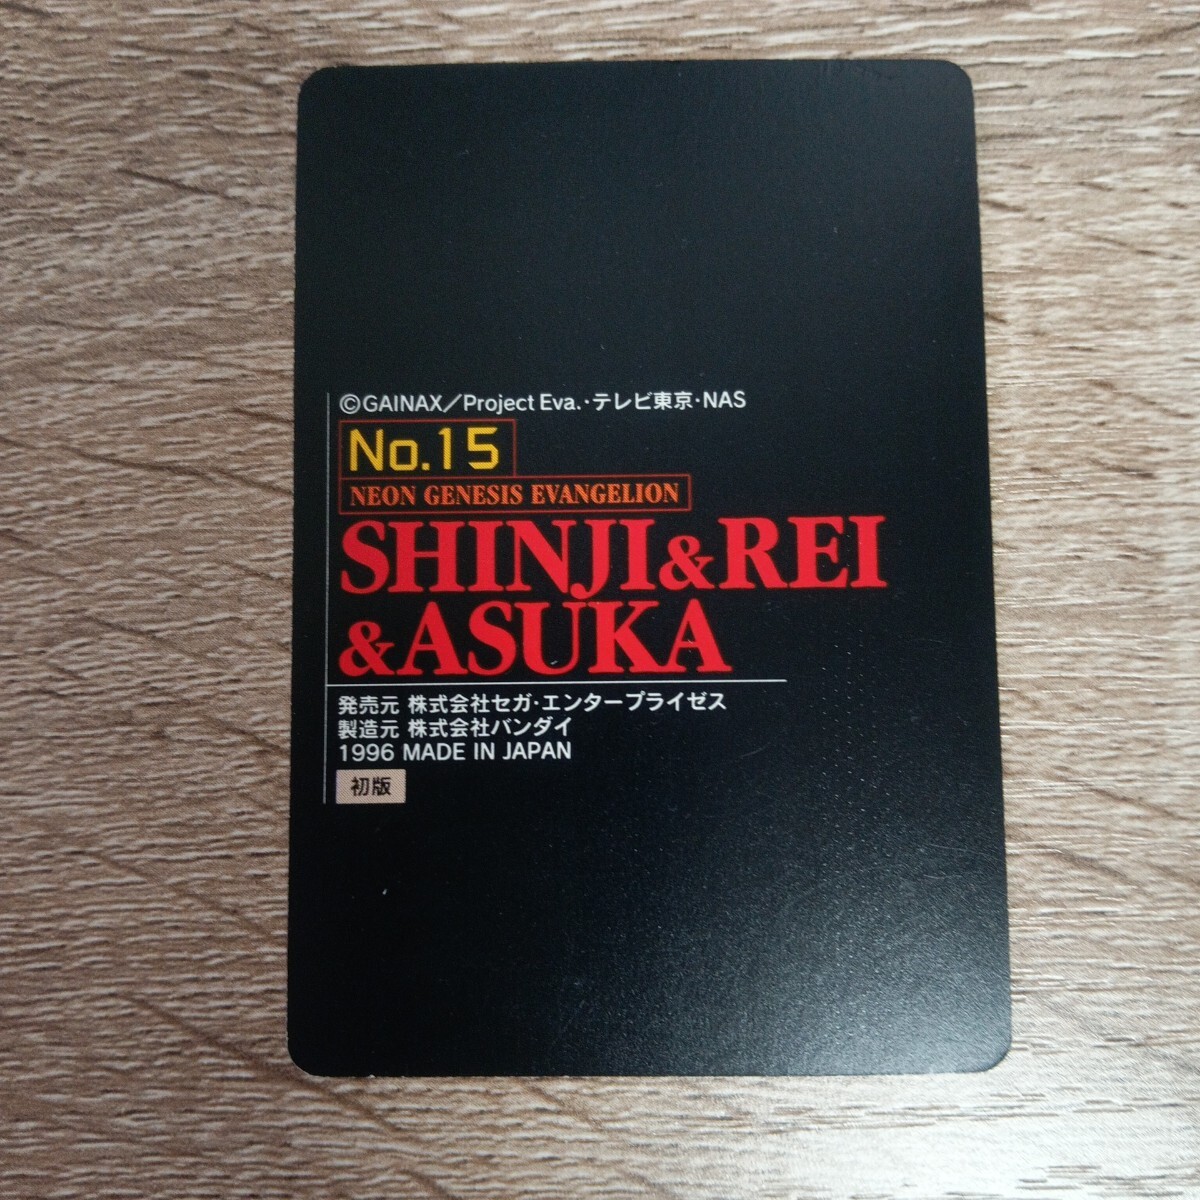 ©GAINAX／Project Eva.・テレビ東京・NAS
No.15
NEON GENESIS EVANGELION
SHINJI&REI
&ASUKA
発売元 株式会社セガ・エンタープライゼス
製造元 株式会社バンダイ
1996 MADE IN JAPAN
初版